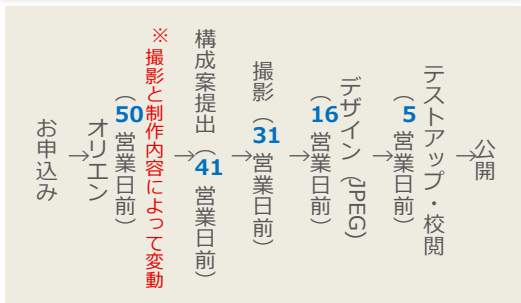 お申込み
→
オリエン
(50営業日前)
※撮影と制作内容によって変動
→
構成案提出(41営業日前)
→
撮影(31営業日前)
→
デザイン(JPEG)
(16営業日前)
→
テストアップ・校閲
(5営業日前)
→
公開